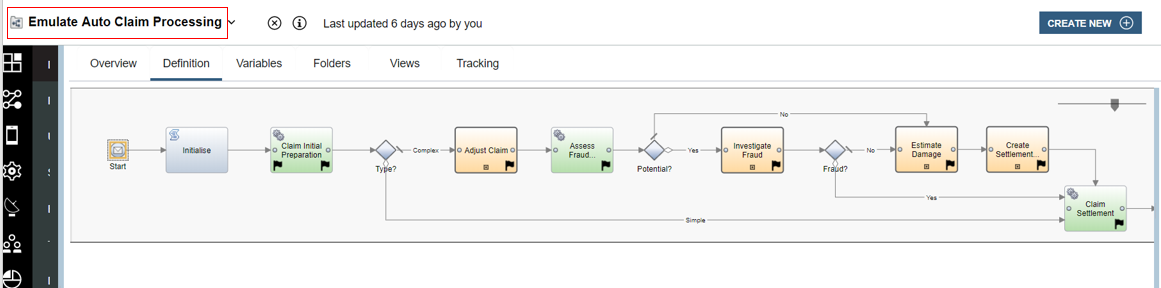 Emulate Auto Claim Processing
Last updated 6 days ago by you
CREATE NEW
Overview
Definition
Variables
Folders
Views
Tracking
Start
Initialise
Claim Initial
Preparation
Type?
Complex
Adjust Claim
Assess
Fraud...
Potential?
No
Yes
Investigate
Fraud
Fraud?
No
Yes
Estimate
Damage
Create
Settlement...
Claim
Settlement
Simple